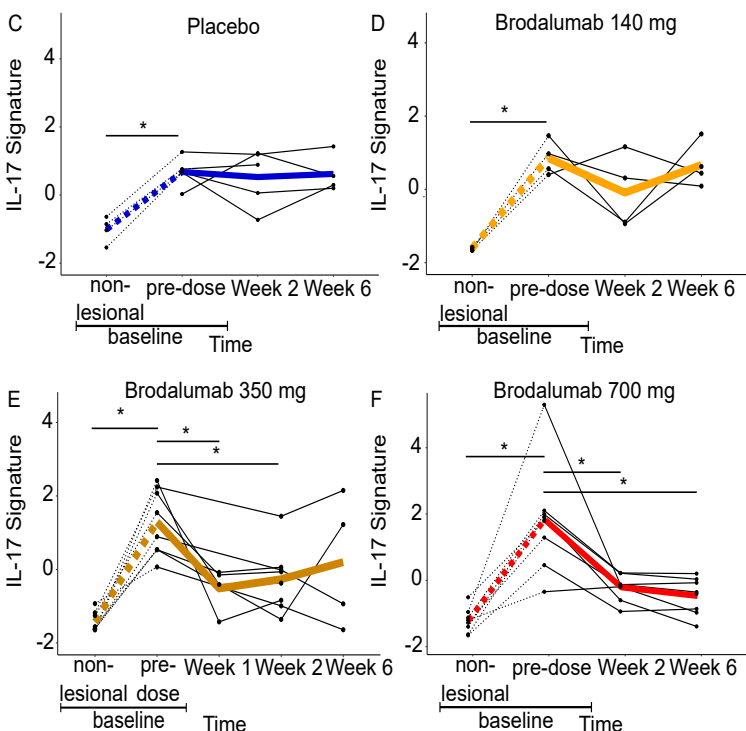 C
Placebo
IL-17 Signature
4
2
0
-2
*
non-
lesional
pre-dose
Week 2
Week 6
baseline
Time
D
Brodalumab 140 mg
IL-17 Signature
4
2
0
-2
*
non-
lesional
pre-dose
Week 2
Week 6
baseline
Time
E
Brodalumab 350 mg
IL-17 Signature
4
2
0
-2
*
*
*
non-
lesional
pre-
dose
Week 1
Week 2
Week 6
baseline
Time
F
Brodalumab 700 mg
IL-17 Signature
4
2
0
-2
*
*
*
non-
lesional
pre-dose
Week 2
Week 6
baseline
Time